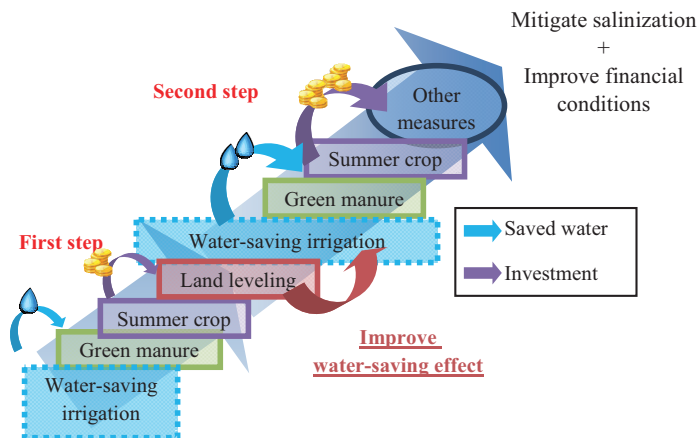 Mitigate salinization
+
Improve financial
conditions
Second step
Other
measures
Summer crop
Green manure
Water-saving irrigation
First step
Land leveling
Summer crop
Green manure
Water-saving
irrigation
Improve
water-saving effect
Saved water
Investment